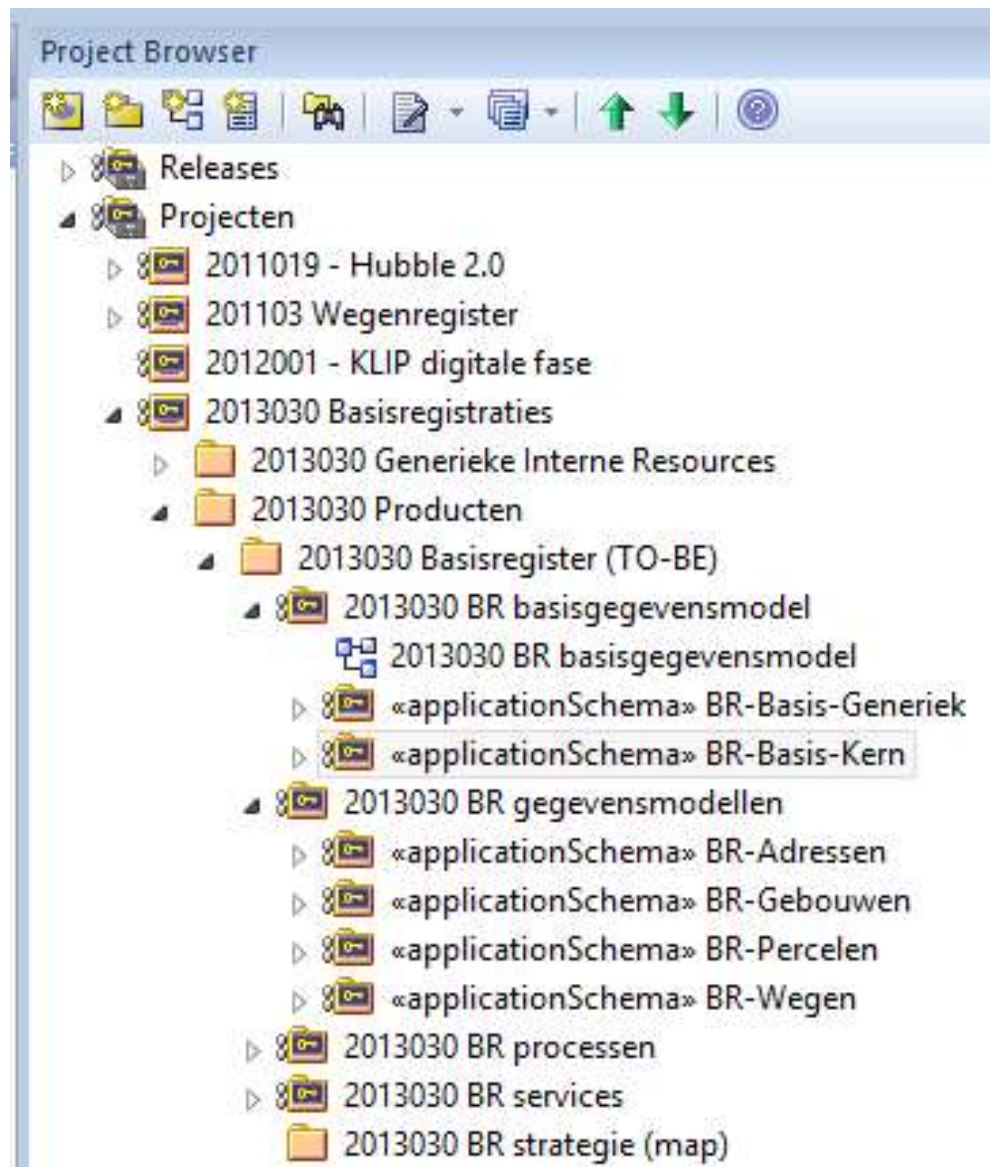 Project Browser
Releases
Projecten
2011019 - Hubble 2.0
201103 Wegenregister
2012001 - KLIP digitale fase
2013030 Basisregistraties
2013030 Generieke Interne Resources
2013030 Producten
2013030 Basisregister (TO-BE)
2013030 BR basisgegevensmodel
2013030 BR basisgegevensmodel
«applicationSchema» BR-Basis-Generiek
«applicationSchema» BR-Basis-Kern
2013030 BR gegevensmodellen
«applicationSchema» BR-Adressen
«applicationSchema» BR-Gebouwen
«applicationSchema» BR-Percelen
«applicationSchema» BR-Wegen
2013030 BR processen
2013030 BR services
2013030 BR strategie (map)